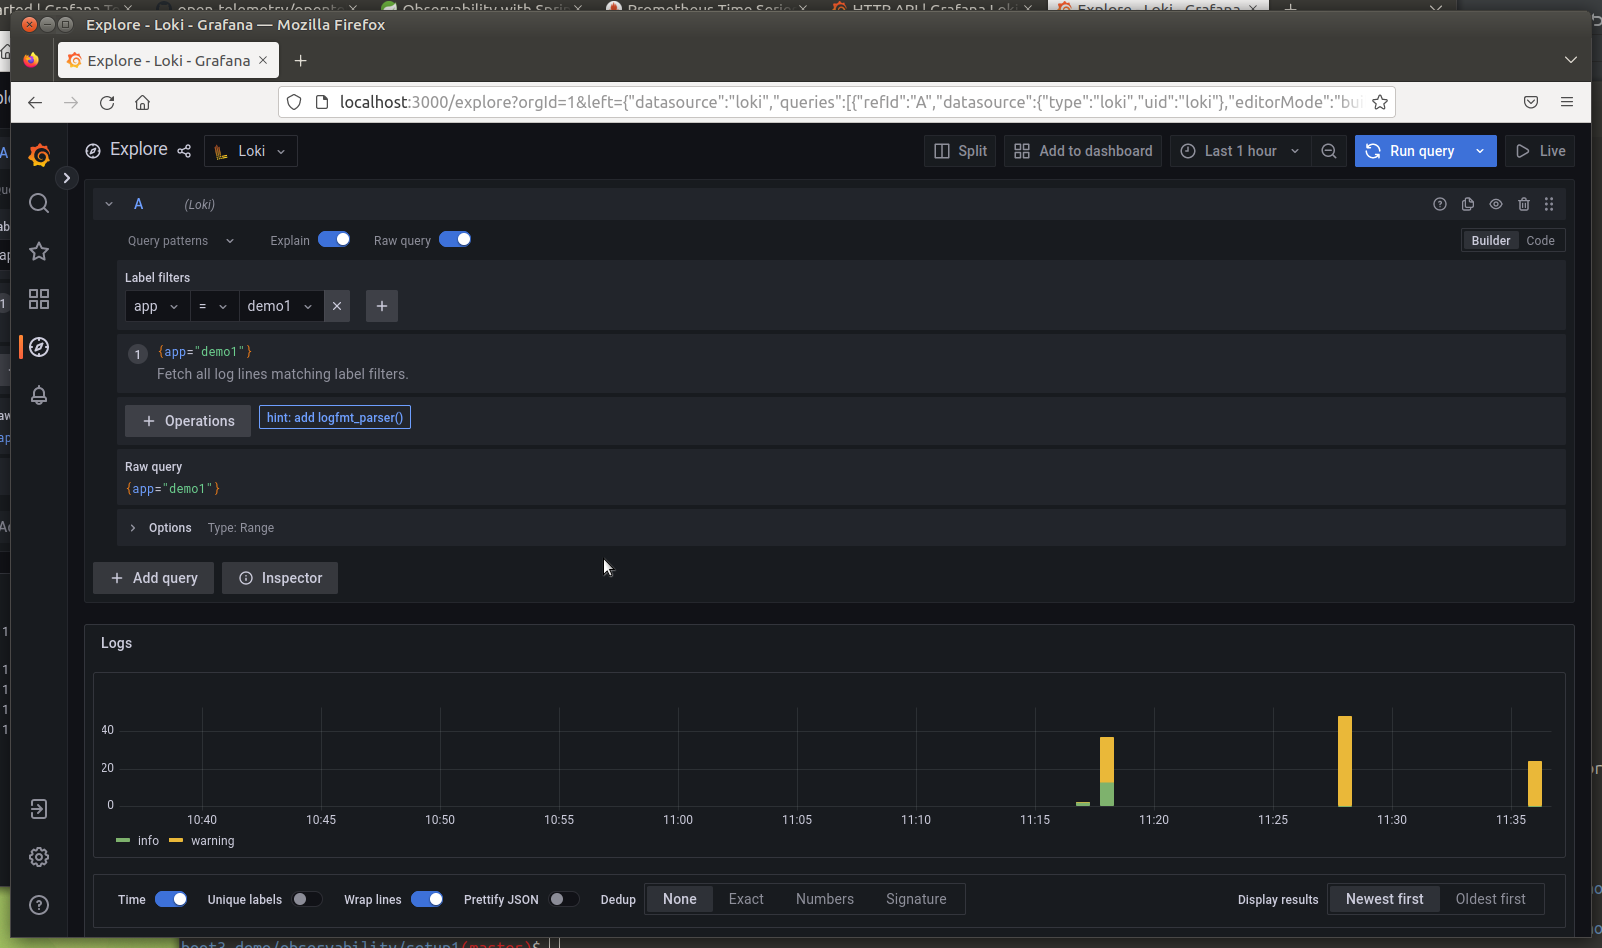 Explore - Loki - Grafana — Mozilla Firefox
Explore - Loki - Grafana
localhost:3000/explore?orgId=1&left={"datasource":"loki","queries":[{"refId":"A","datasource":{"type":"loki","uid":"loki"},"editorMode":"bui
Explore
Loki
Split
Add to dashboard
Last 1 hour
Run query
Live
A
(Loki)
Query patterns
Explain
Raw query
Builder
Code
Label filters
app
=
demo1
1
{app="demo1"}
Fetch all log lines matching label filters.
+ Operations
hint: add logfmt_parser()
Raw query
{app="demo1"}
Options
Type: Range
+ Add query
Inspector
Logs
40
20
0
10:40 10:45 10:50 10:55 11:00 11:05 11:10 11:15 11:20 11:25 11:30 11:35
info warning
Time
Unique labels
Wrap lines
Prettify JSON
Dedup
None
Exact
Numbers
Signature
Display results
Newest first
Oldest first